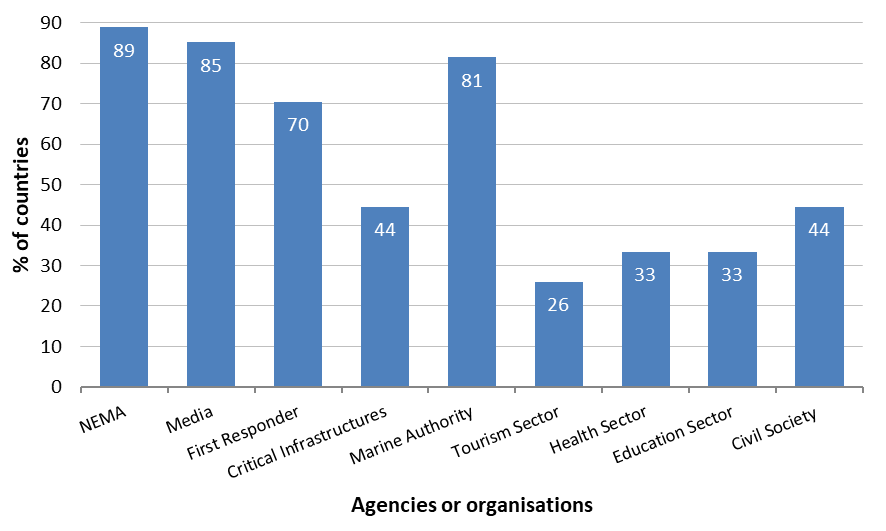 90
80
70
60
50
40
30
20
10
0
% of countries
89
85
70
44
81
26
33
33
44
NEMA
Media
First Responder
Critical Infrastructures
Marine Authority
Tourism Sector
Health Sector
Education Sector
Civil Society
Agencies or organisations